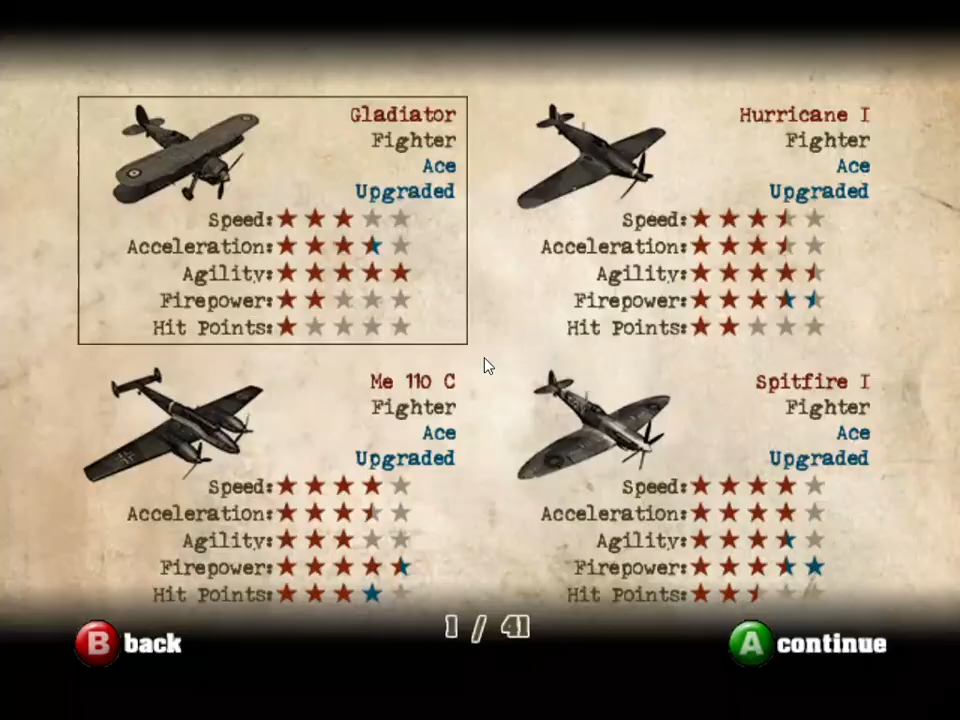 Gladiator
Fighter
Ace
Upgraded
Speed:
Acceleration:
Agility:
Firepower:
Hit Points:
Hurricane I
Fighter
Ace
Upgraded
Speed:
Acceleration:
Agility:
Firepower:
Hit Points:
Me 110 C
Fighter
Ace
Upgraded
Speed:
Acceleration:
Agility:
Firepower:
Hit Points:
Spitfire I
Fighter
Ace
Upgraded
Speed:
Acceleration:
Agility:
Firepower:
Hit Points:
B back
1 / 41
A continue